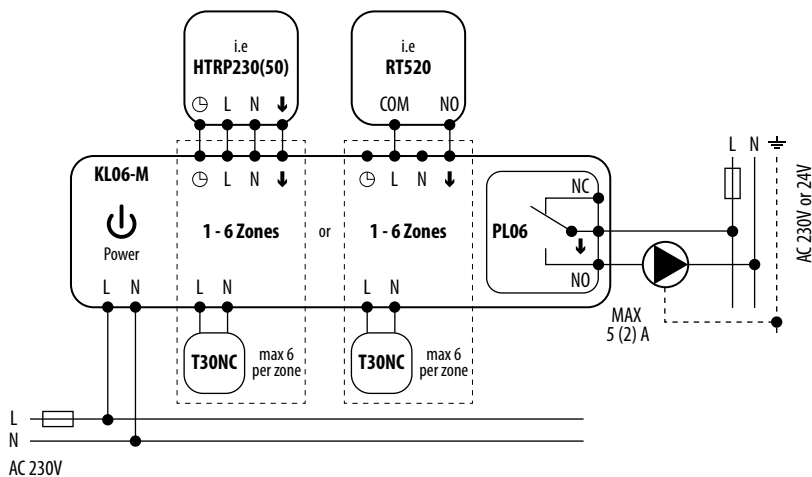 i.e
HTRP230(50)
L N
i.e
RT520
COM NO
KL06-M
L N
L N
Power
1 - 6 Zones
or
1 - 6 Zones
PL06
NC
NO
L N
L N
L N
T30NC
max 6
per zone
T30NC
max 6
per zone
L N
MAX
5 (2) A
AC 230V or 24V
L
N
AC 230V